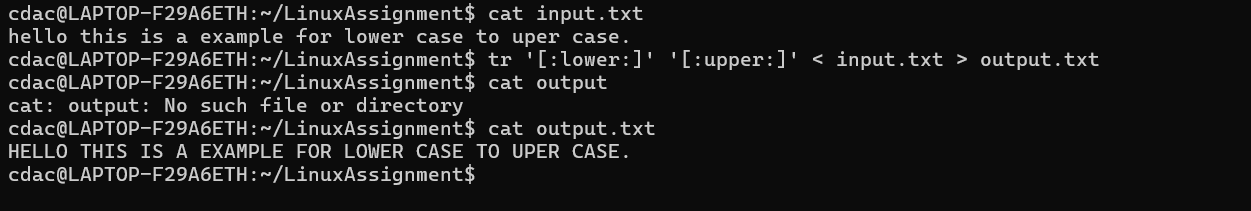 cdac@LAPTOP-F29A6ETH:~/LinuxAssignment$ cat input.txt
hello this is a example for lower case to uper case.
cdac@LAPTOP-F29A6ETH:~/LinuxAssignment$ tr '[:lower:]' '[:upper:]' < input.txt > output.txt
cdac@LAPTOP-F29A6ETH:~/LinuxAssignment$ cat output
cat: output: No such file or directory
cdac@LAPTOP-F29A6ETH:~/LinuxAssignment$ cat output.txt
HELLO THIS IS A EXAMPLE FOR LOWER CASE TO UPER CASE.
cdac@LAPTOP-F29A6ETH:~/LinuxAssignment$